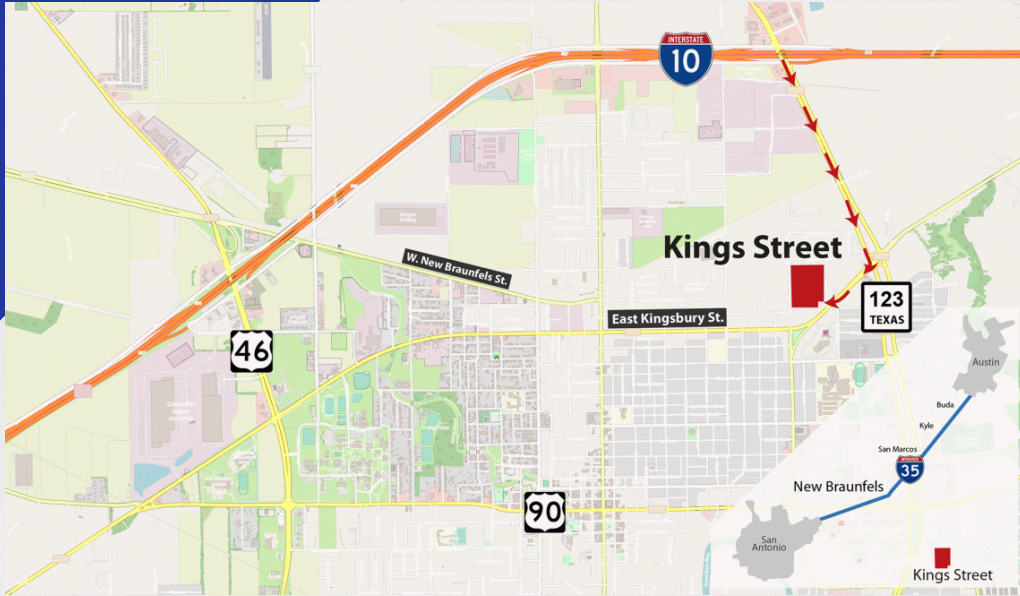 INTERSTATE
10
Kings Street
W. New Braunfels St.
123
TEXAS
East Kingsbury St.
46
90
Austin
Buda
Kyle
San Marcos
INTERSTATE
35
New Braunfels
San
Antonio
Kings Street